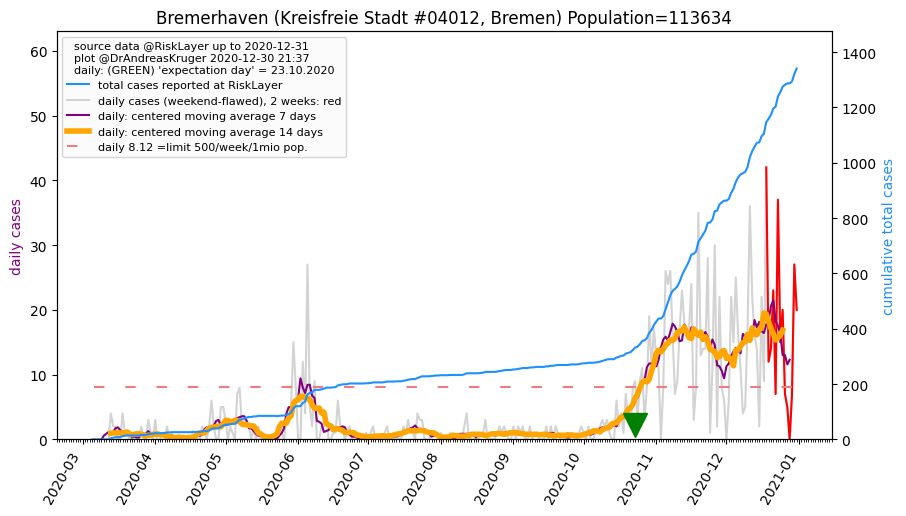 Bremerhaven (Kreisfreie Stadt #04012, Bremen) Population=113634
source data @RiskLayer up to 2020-12-31
plot @DrAndreasKruger 2020-12-30 21:37
daily: (GREEN) 'expectation day' = 23.10.2020
total cases reported at RiskLayer
daily cases (weekend-flawed), 2 weeks: red
daily: centered moving average 7 days
daily: centered moving average 14 days
daily 8.12 =limit 500/week/1mio pop.
daily cases
60
50
40
30
20
10
0
cumulative total cases
1400
1200
1000
800
600
400
200
0
2020-03
2020-04
2020-05
2020-06
2020-07
2020-08
2020-09
2020-10
2020-11
2020-12
2021-01